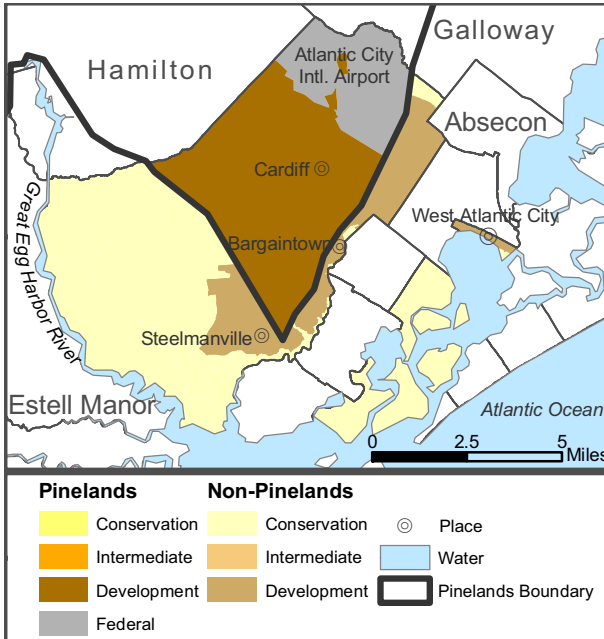 Hamilton
Galloway
Atlantic City
Intl. Airport
Absecon
Cardiff
West Atlantic City
Bargaintown
Great Egg Harbor River
Steelmanville
Estell Manor
Atlantic Ocean
0 2.5 5
Miles
Pinelands Non-Pinelands
Conservation Conservation Place
Intermediate Intermediate Water
Development Development Pinelands Boundary
Federal